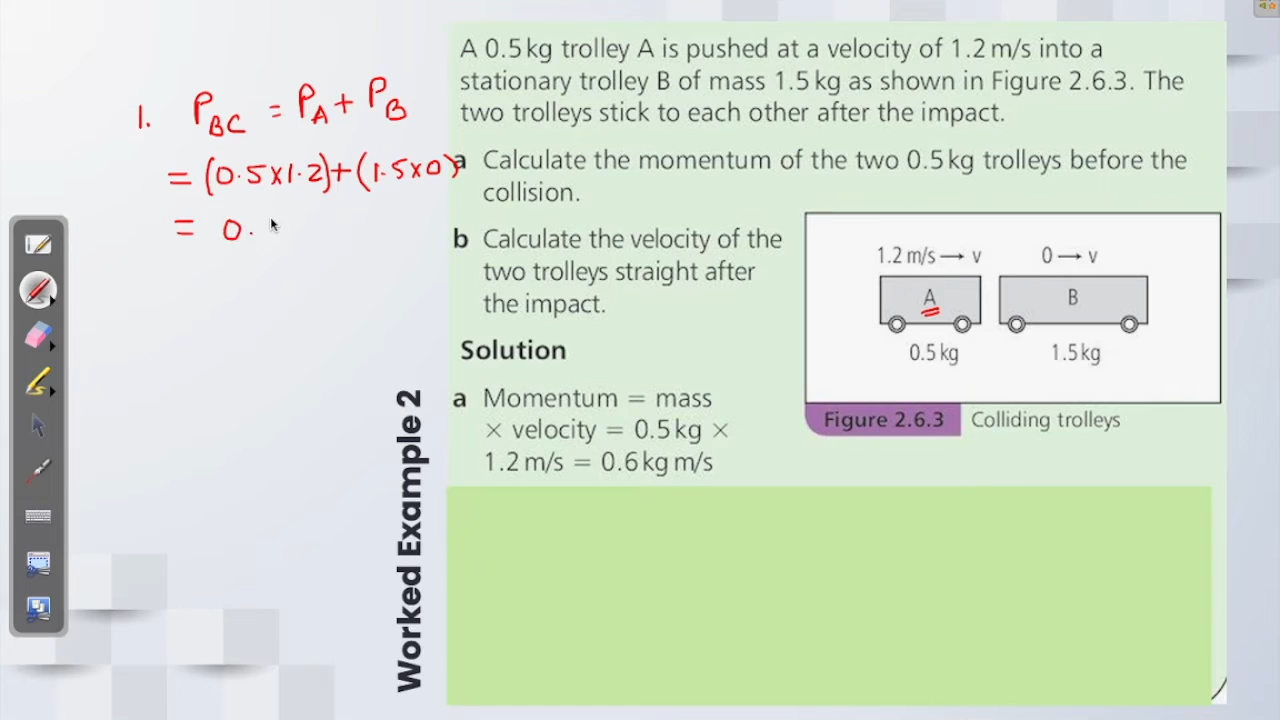 1. P_BC = P_A + P_B
= (0.5x1.2)+(1.5x0)
= 0.
A 0.5 kg trolley A is pushed at a velocity of 1.2 m/s into a
stationary trolley B of mass 1.5 kg as shown in Figure 2.6.3. The
two trolleys stick to each other after the impact.
a Calculate the momentum of the two 0.5 kg trolleys before the
collision.
b Calculate the velocity of the
two trolleys straight after
the impact.
1.2 m/s → v 0 → v
A B
0.5 kg 1.5 kg
Figure 2.6.3 Colliding trolleys
Solution
a Momentum = mass
× velocity = 0.5 kg ×
1.2 m/s = 0.6 kg m/s
Worked Example 2